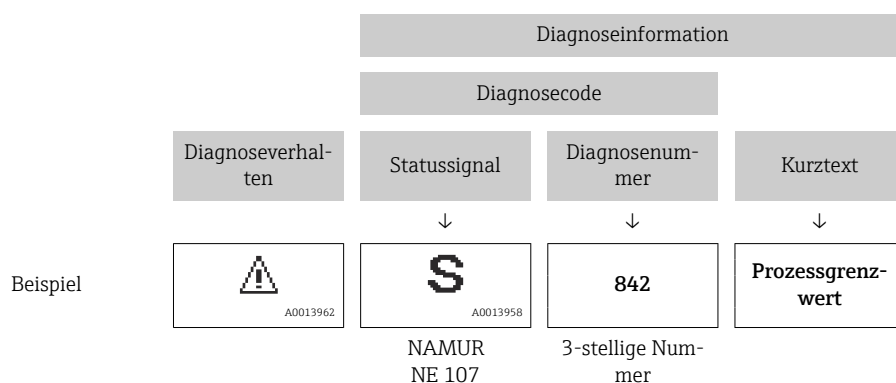 Diagnoseinformation
Diagnosecode
Diagnoseverhal-
ten
Statussignal
Diagnosenum-
mer
Kurztext
↓ ↓ ↓
Beispiel
A0013962
S
A0013958
842
Prozessgrenz-
wert
NAMUR
NE 107
3-stellige Num-
mer